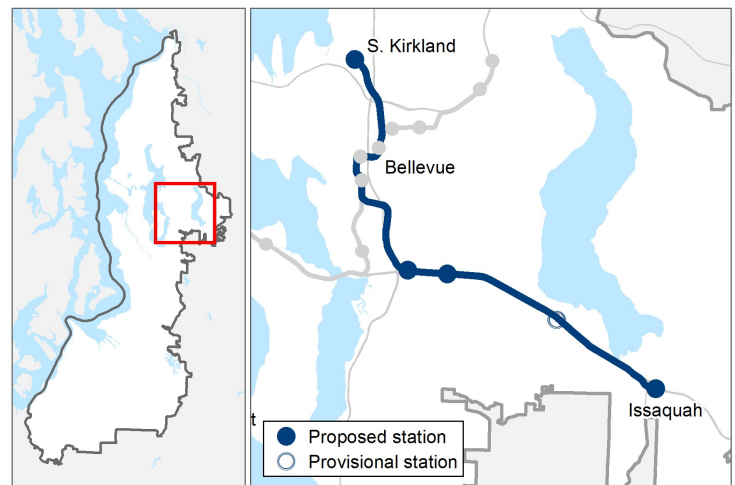 S. Kirkland
Bellevue
Issaquah
t
Proposed station
Provisional station